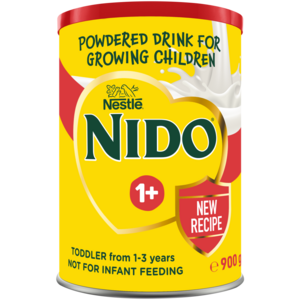 POWDERED DRINK FOR
GROWING CHILDREN
Nestlé
NIDO
1+
NEW
RECIPE
TODDLER from 1-3 years
NOT FOR INFANT FEEDING
℮ 900g